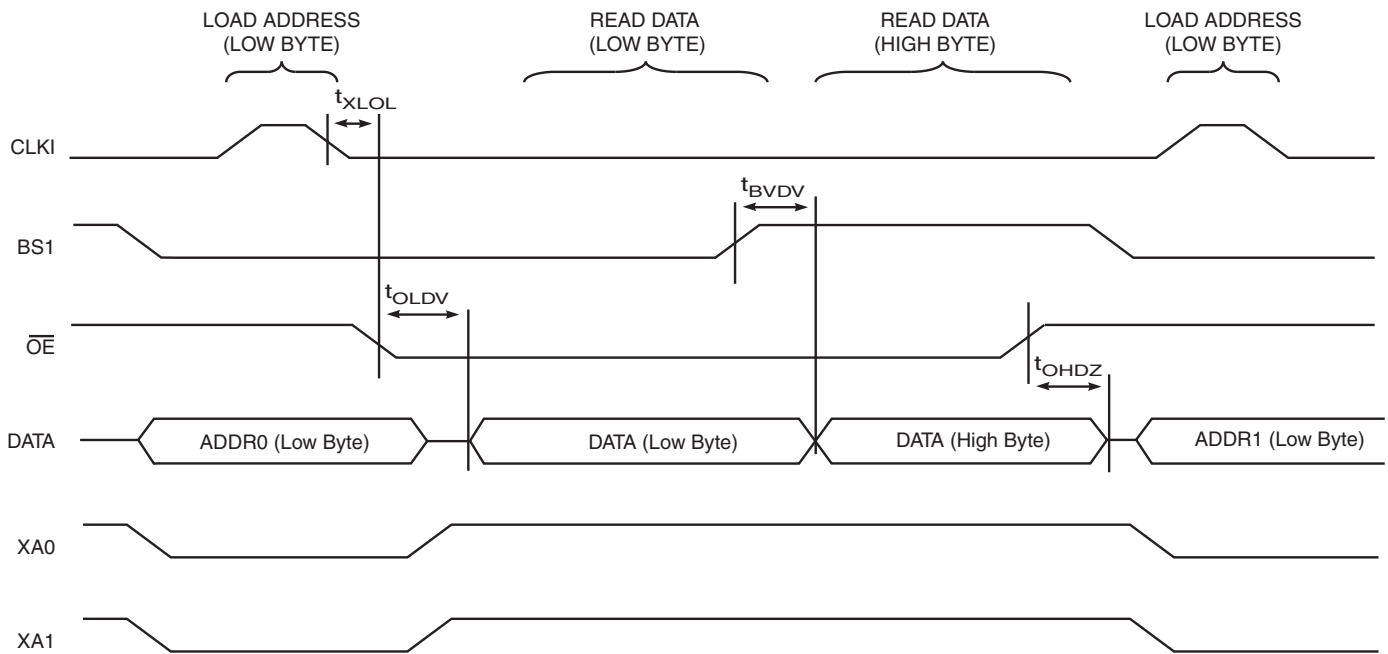 LOAD ADDRESS
(LOW BYTE)
READ DATA
(LOW BYTE)
READ DATA
(HIGH BYTE)
LOAD ADDRESS
(LOW BYTE)
tXLOL
CLKI
tBVDV
BS1
tOLDV
OE
tOHDZ
DATA
ADDR0 (Low Byte)
DATA (Low Byte)
DATA (High Byte)
ADDR1 (Low Byte)
XA0
XA1